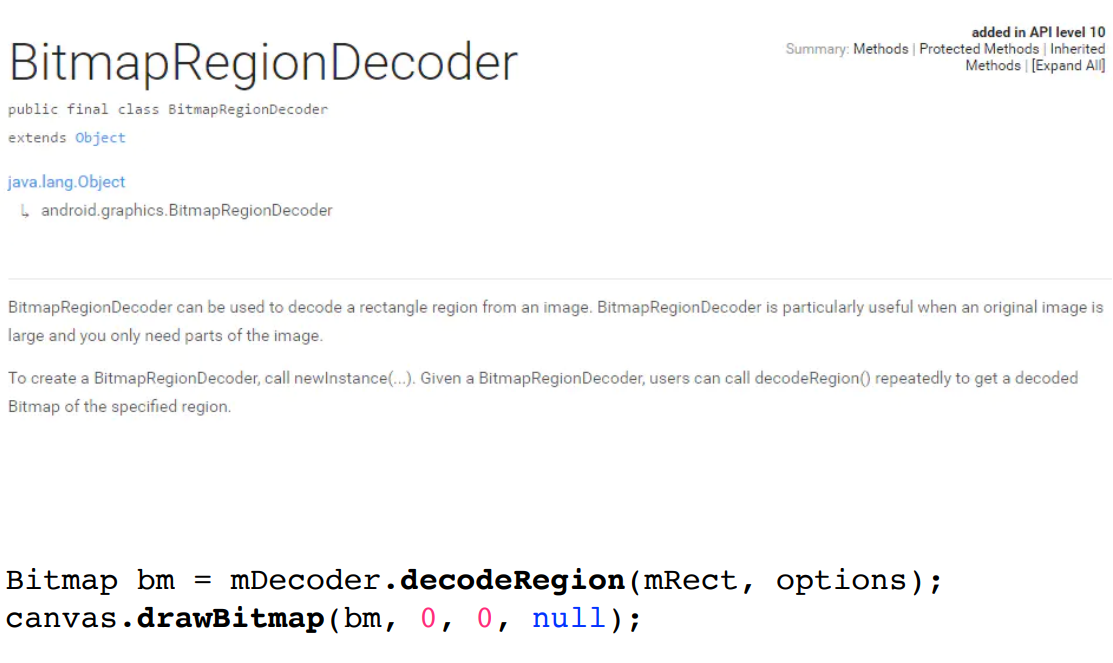 added in API level 10
Summary: Methods | Protected Methods | Inherited
Methods | [Expand All]
BitmapRegionDecoder
public final class BitmapRegionDecoder
extends Object
java.lang.Object
↳ android.graphics.BitmapRegionDecoder
BitmapRegionDecoder can be used to decode a rectangle region from an image. BitmapRegionDecoder is particularly useful when an original image is
large and you only need parts of the image.
To create a BitmapRegionDecoder, call newInstance(...). Given a BitmapRegionDecoder, users can call decodeRegion() repeatedly to get a decoded
Bitmap of the specified region.
Bitmap bm = mDecoder.decodeRegion(mRect, options);
canvas.drawBitmap(bm, 0, 0, null);